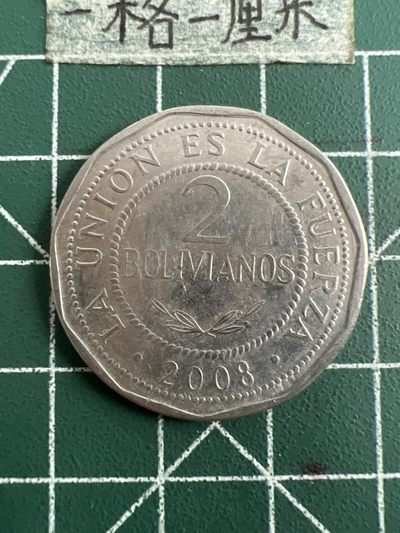 一格一厘米
LA UNION ES LA FUERZA
2
BOLIVIANOS
2008